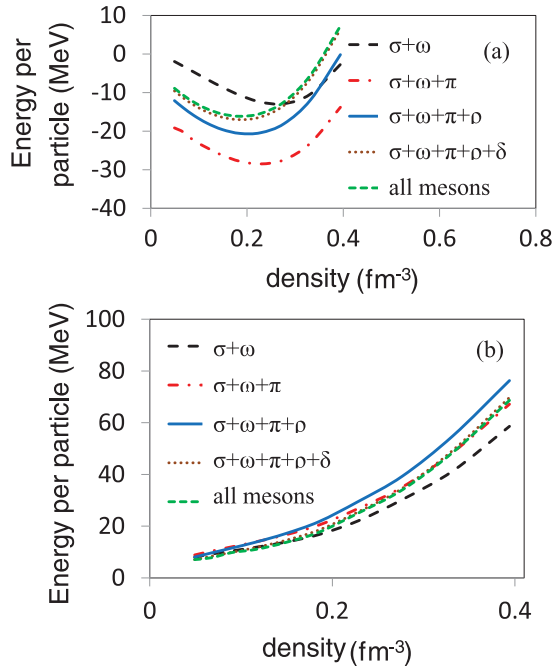 10
0
-10
-20
-30
-40
Energy per
particle (MeV)
(a)
σ+ω
σ+ω+π
σ+ω+π+ρ
σ+ω+π+ρ+δ
all mesons
0 0.2 0.4 0.6 0.8
density (fm-3)
100
80
60
40
20
0
Energy per particle (MeV)
(b)
σ+ω
σ+ω+π
σ+ω+π+ρ
σ+ω+π+ρ+δ
all mesons
0 0.2 0.4
density (fm-3)